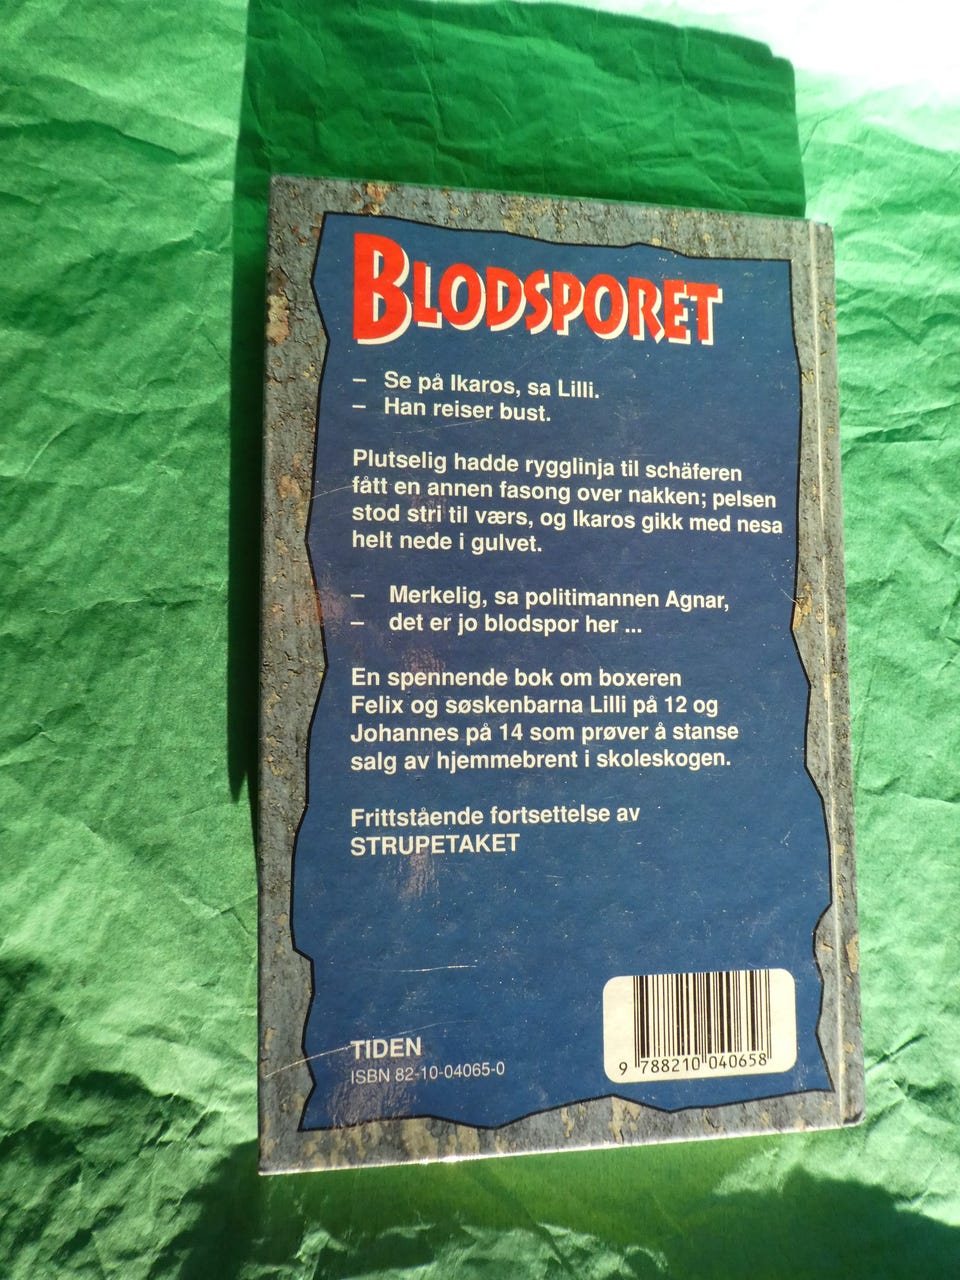 BLODSPORET
– Se på Ikaros, sa Lilli.
– Han reiser bust.
Plutselig hadde rygglinja til schäferen
fått en annen fasong over nakken; pelsen
stod stri til værs, og Ikaros gikk med nesa
helt nede i gulvet.
– Merkelig, sa politimannen Agnar,
– det er jo blodspor her ...
En spennende bok om boxeren
Felix og søskenbarna Lilli på 12 og
Johannes på 14 som prøver å stanse
salg av hjemmebrent i skoleskogen.
Frittstående fortsettelse av
STRUPETAKET
TIDEN
ISBN 82-10-04065-0
9 788210 040658